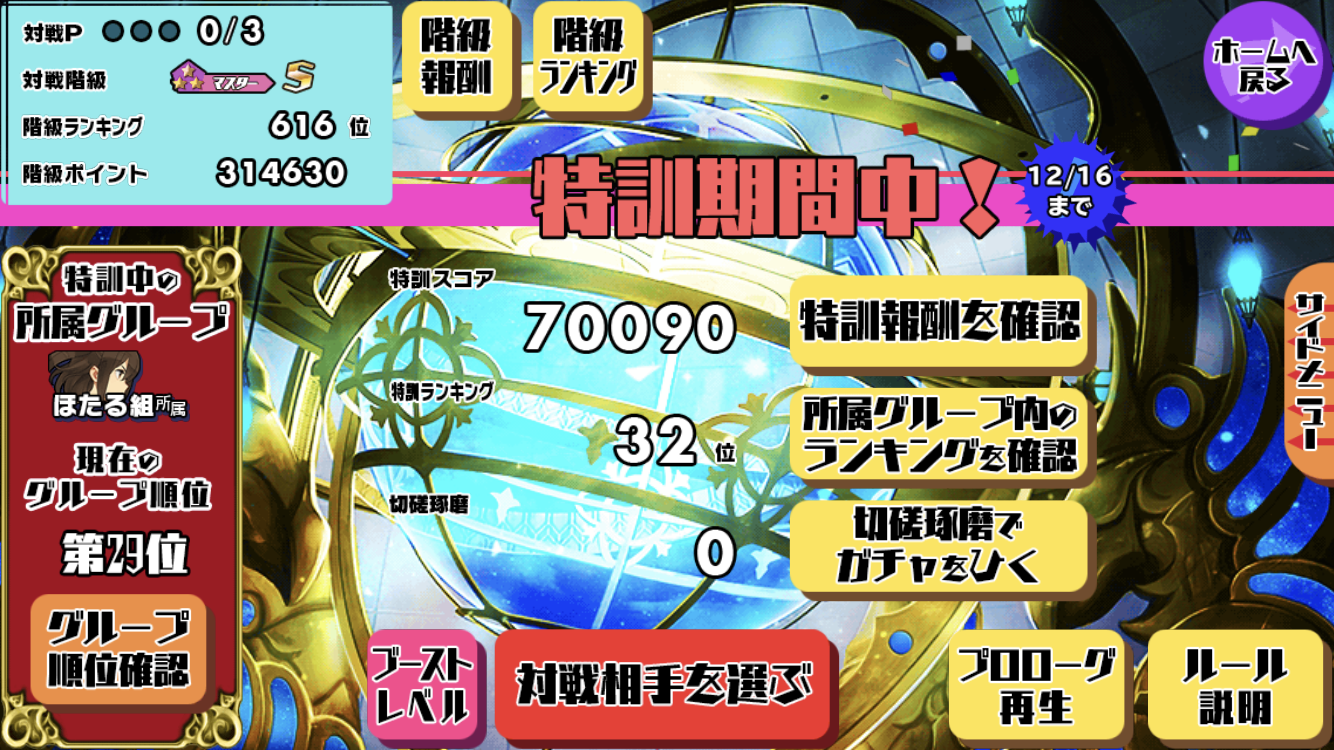 対戦P 0/3
対戦階級 マスター S
階級ランキング 616 位
階級ポイント 314630
階級
報酬
階級
ランキング
ホームへ
戻る
特訓期間中!
12/16
まで
特訓中の
所属グループ
ほたる組所属
現在の
グループ順位
第29位
グループ
順位確認
特訓スコア
70090
特訓ランキング
32 位
切磋琢磨
0
特訓報酬を確認
所属グループ内の
ランキングを確認
切磋琢磨で
ガチャをひく
サイドメニュー
ブースト
レベル
対戦相手を選ぶ
プロローグ
再生
ルール
説明